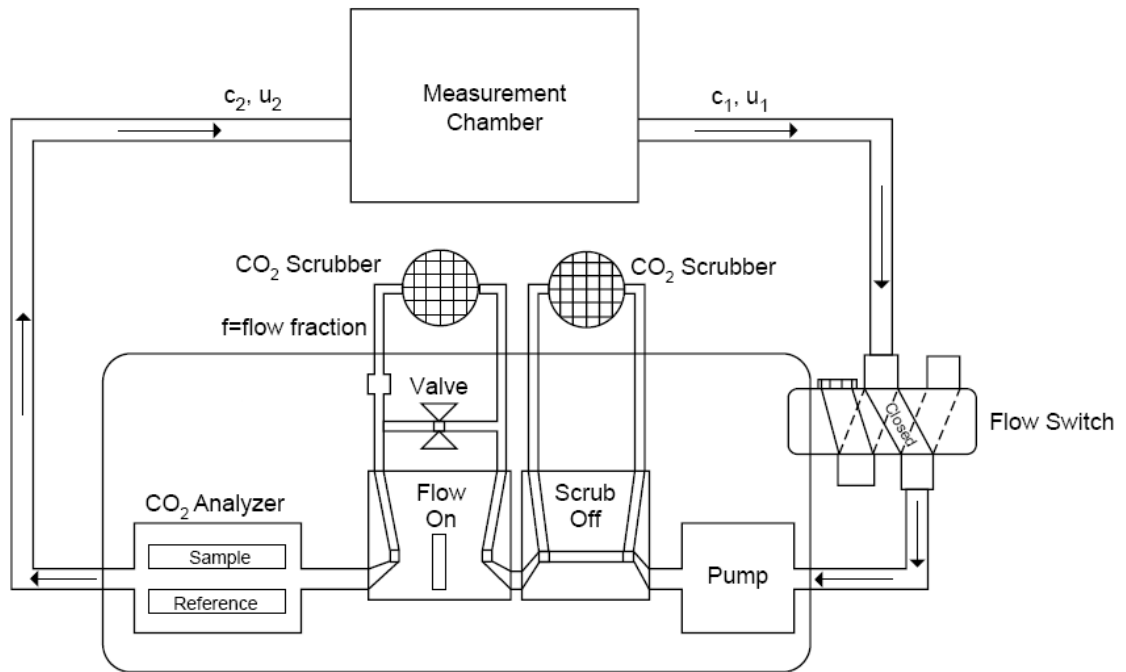 Measurement
Chamber
c₂, u₂
c₁, u₁
CO₂ Scrubber
CO₂ Scrubber
f=flow fraction
Valve
Closed
Flow Switch
CO₂ Analyzer
Flow
On
Scrub
Off
Sample
Reference
Pump